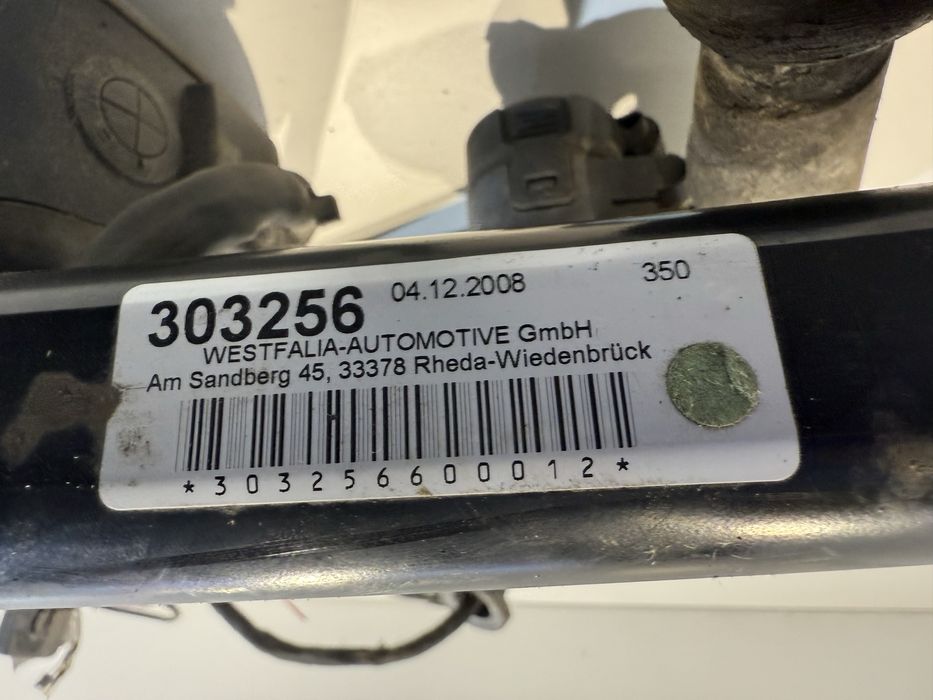 303256 04.12.2008 350
WESTFALIA-AUTOMOTIVE GmbH
Am Sandberg 45, 33378 Rheda-Wiedenbrück
*303256600012*